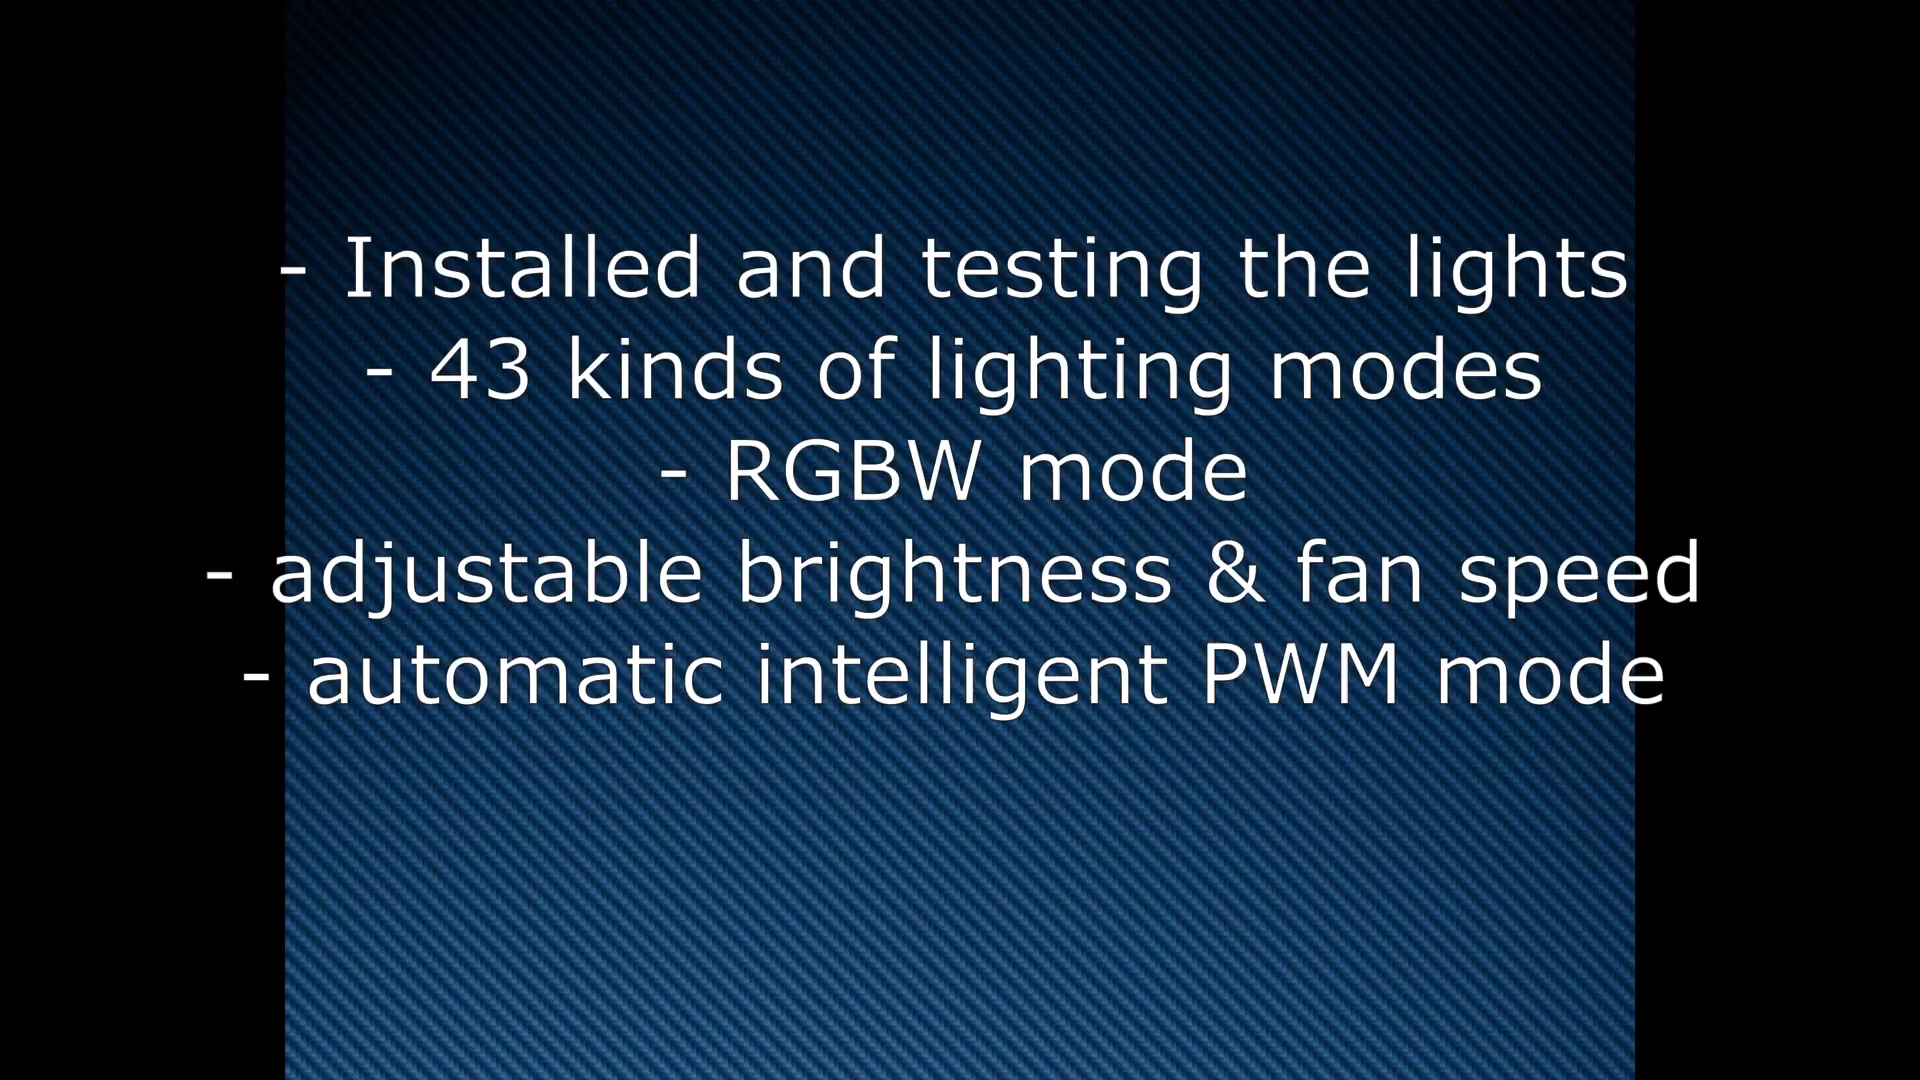 - Installed and testing the lights
- 43 kinds of lighting modes
- RGBW mode
- adjustable brightness & fan speed
- automatic intelligent PWM mode